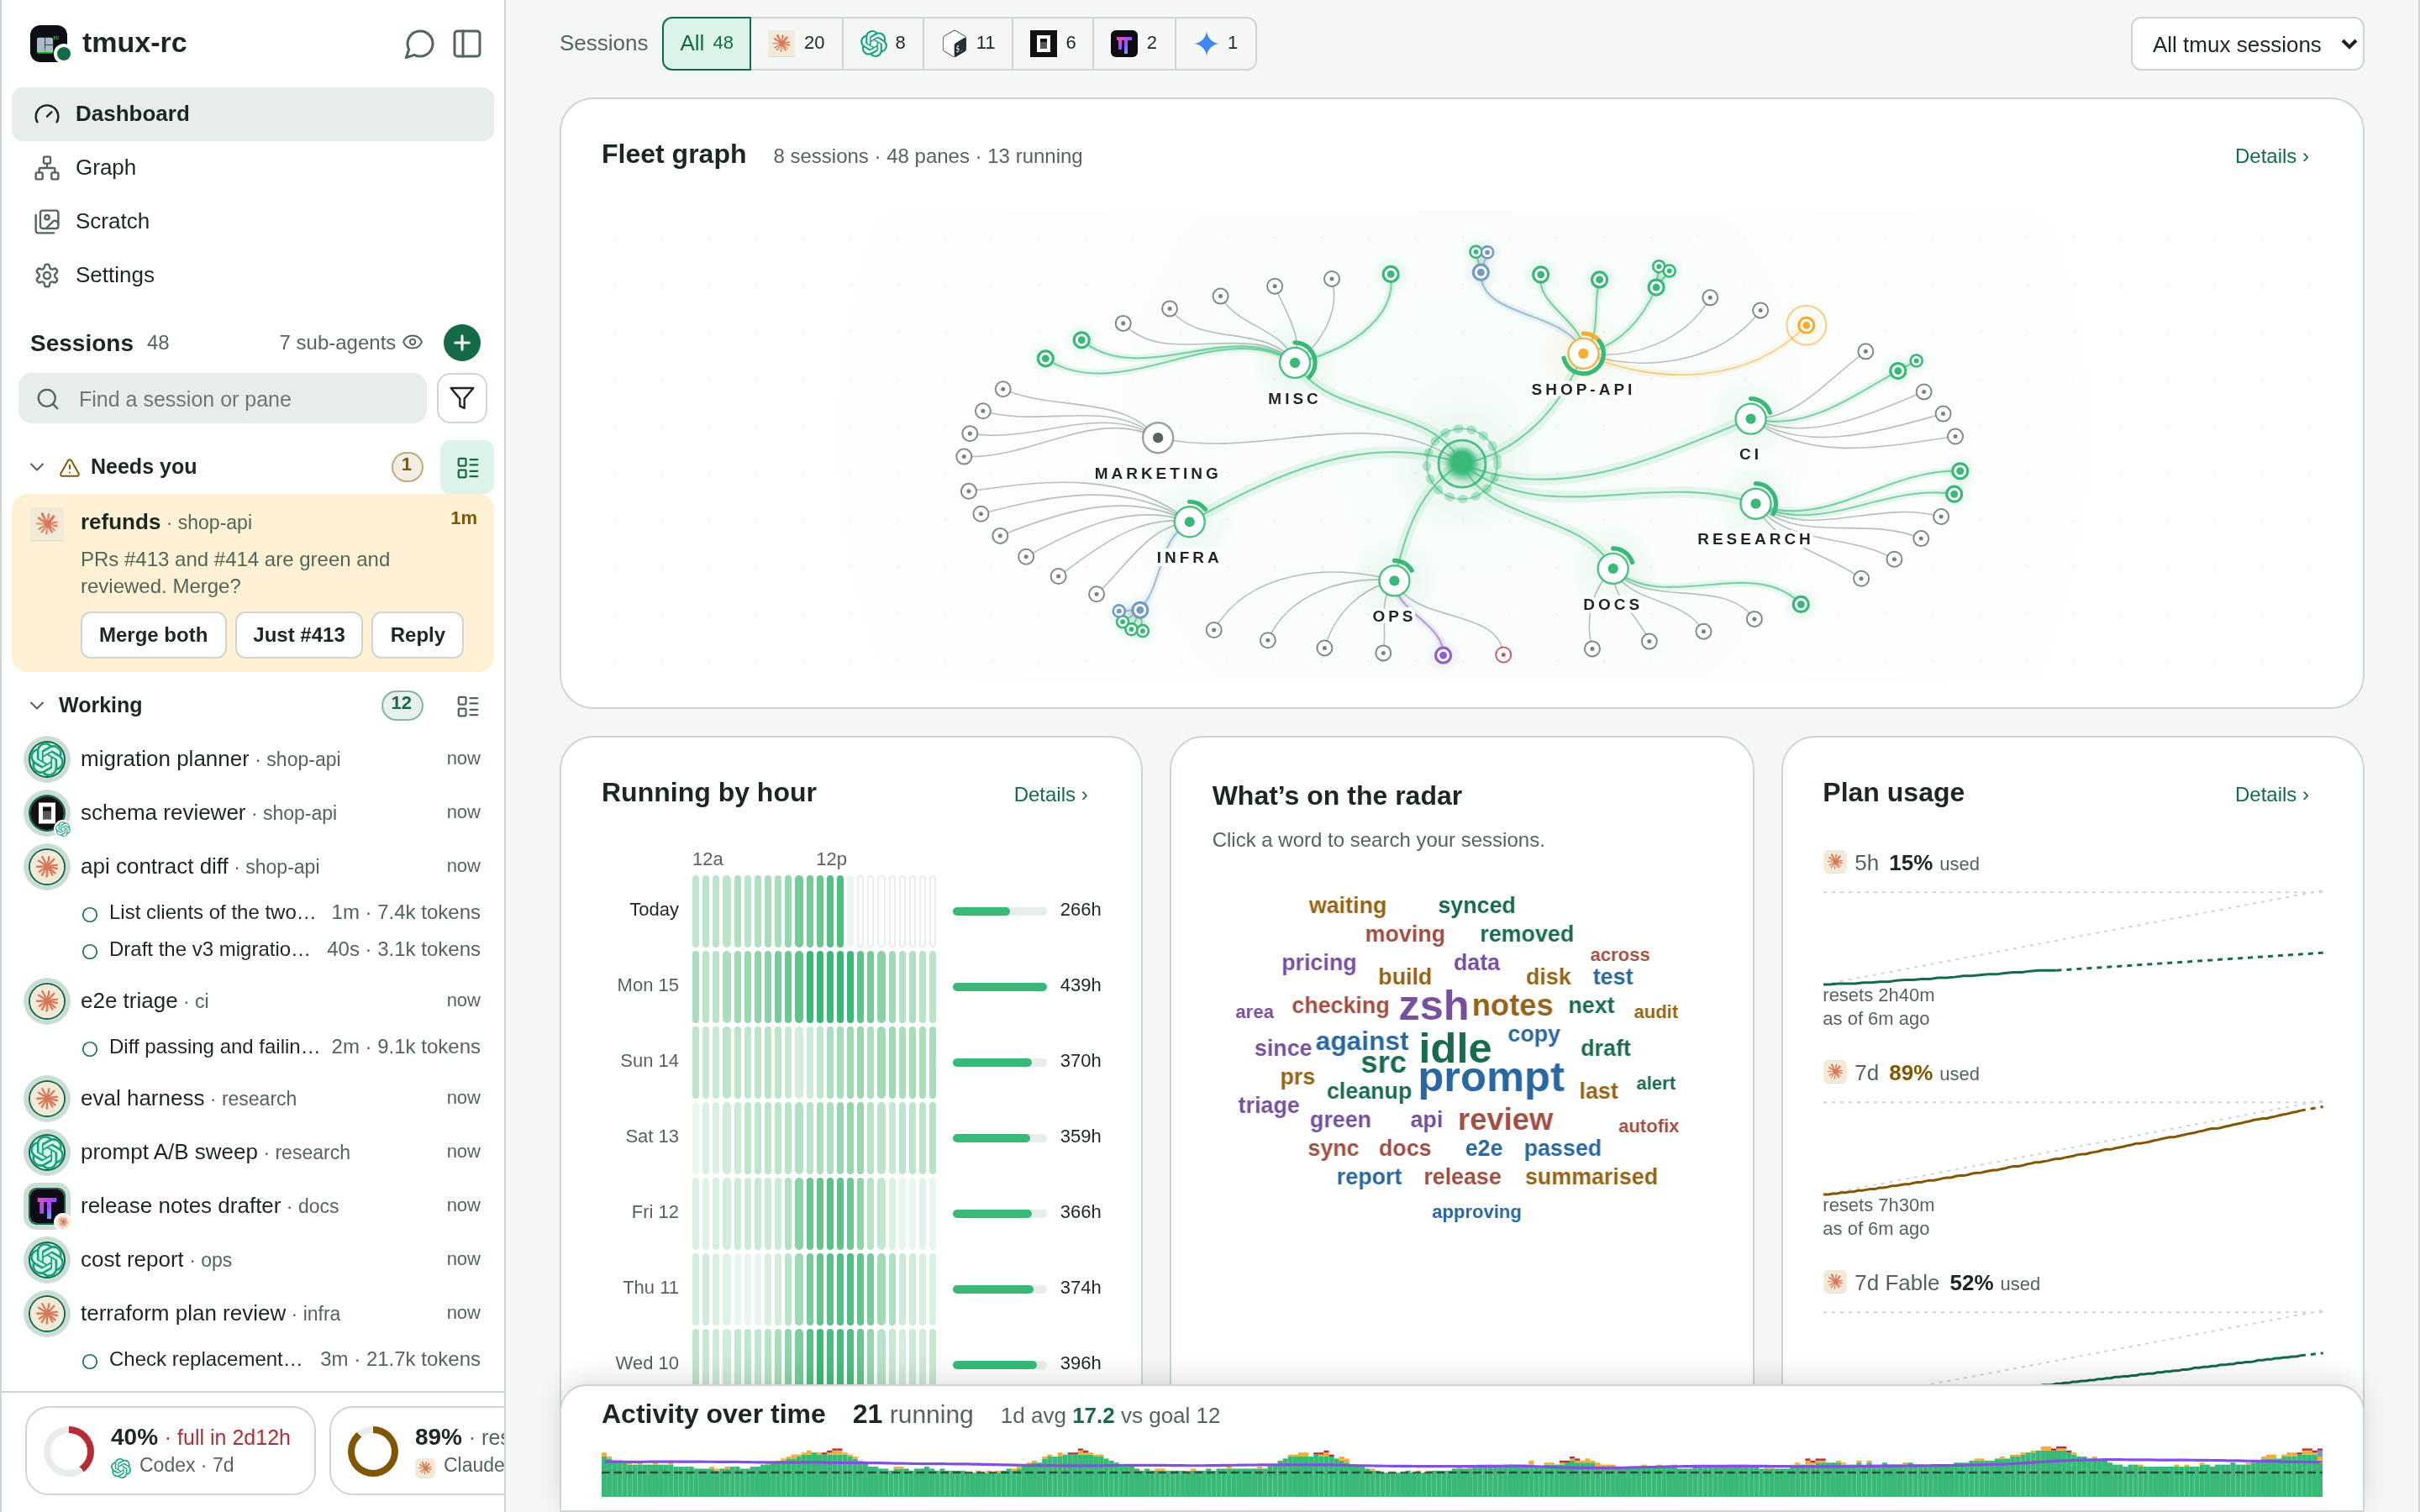 tmux-rc
Dashboard
Graph
Scratch
Settings
Sessions 48 7 sub-agents
Find a session or pane
Needs you 1
refunds · shop-api 1m
PRs #413 and #414 are green and
reviewed. Merge?
Merge both Just #413 Reply
Working 12
migration planner · shop-api now
schema reviewer · shop-api now
api contract diff · shop-api now
List clients of the two… 1m · 7.4k tokens
Draft the v3 migratio… 40s · 3.1k tokens
e2e triage · ci now
Diff passing and failin… 2m · 9.1k tokens
eval harness · research now
prompt A/B sweep · research now
release notes drafter · docs now
cost report · ops now
terraform plan review · infra now
Check replacement… 3m · 21.7k tokens
40% · full in 2d12h
Codex · 7d
89% · res
Claude
Sessions All 48 20 8 11 6 2 1
All tmux sessions
Fleet graph 8 sessions · 48 panes · 13 running Details ›
MISC
SHOP-API
MARKETING
CI
INFRA
RESEARCH
OPS
DOCS
Running by hour Details ›
12a 12p
Today 266h
Mon 15 439h
Sun 14 370h
Sat 13 359h
Fri 12 366h
Thu 11 374h
Wed 10 396h
What's on the radar
Click a word to search your sessions.
waiting synced
moving removed
pricing data across
build disk test
area checking zsh notes next audit
since against idle copy draft
src
prs cleanup prompt last alert
triage green api review autofix
sync docs e2e passed
report release summarised
approving
Plan usage Details ›
5h 15% used
resets 2h40m
as of 6m ago
7d 89% used
resets 7h30m
as of 6m ago
7d Fable 52% used
Activity over time 21 running 1d avg 17.2 vs goal 12